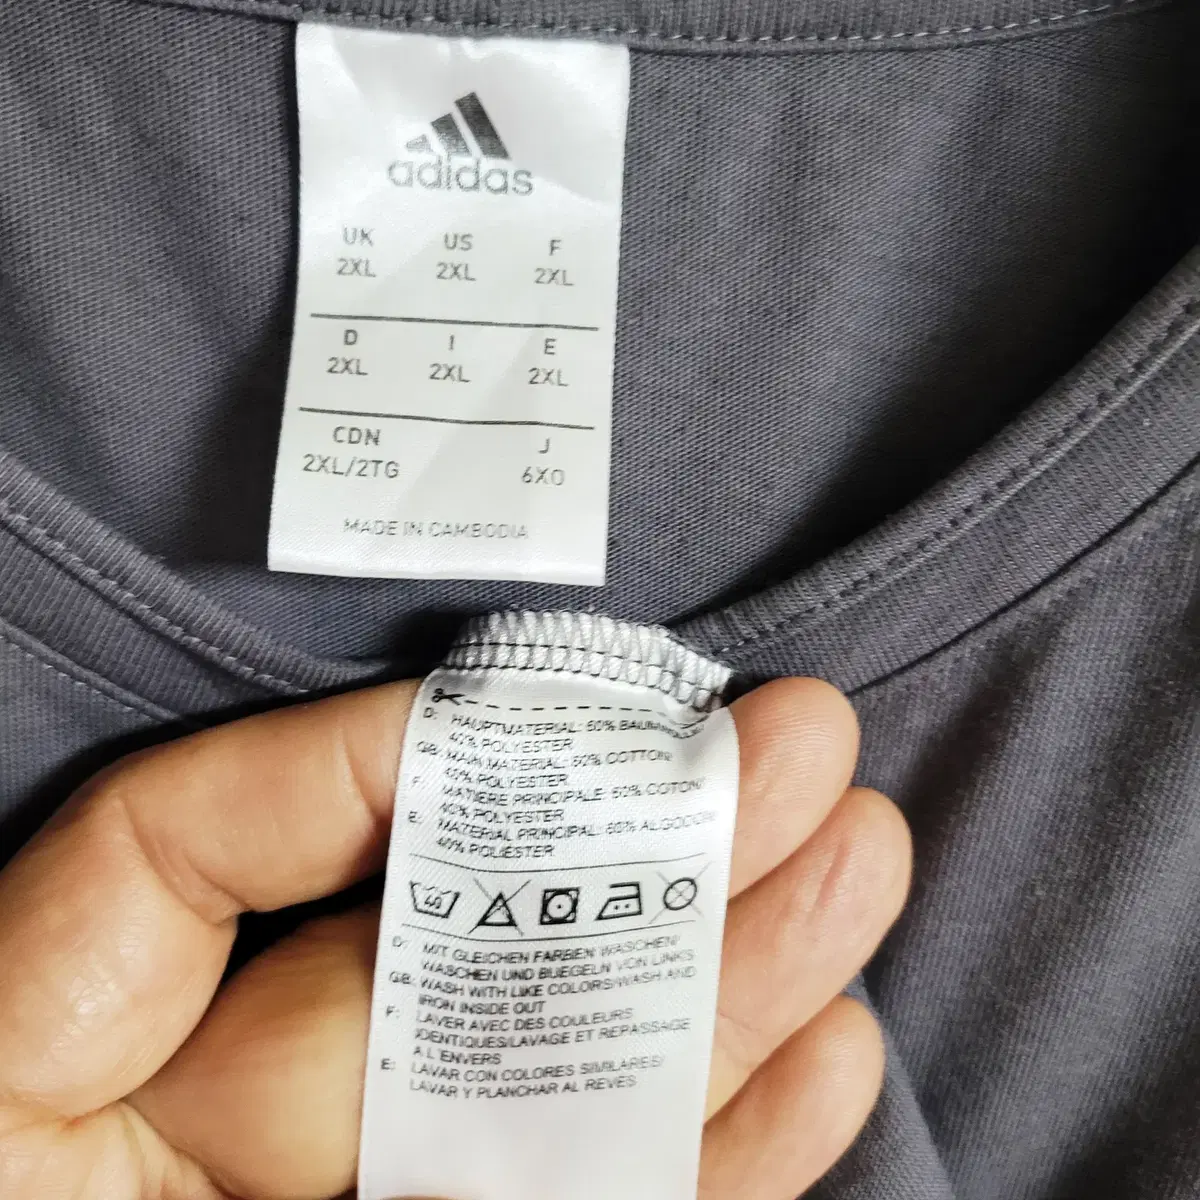 adidas
UK US F
2XL 2XL 2XL
D I E
2XL 2XL 2XL
CDN J
2XL/2TG 6XO
MADE IN CAMBODIA
D: HAUPTMATERIAL: 60%
40% POLYESTER
GB: MAIN MATERIAL: 60% COTTON/
40% POLYESTER
F: MATIERE PRINCIPALE: 60% COTON/
40% POLYESTER
E: MATERIAL PRINCIPAL: 60% ALGODON/
40% POLIESTER
40
D: MIT GLEICHEN FARBEN WASCHEN/
WASCHEN UND BUEGELN VON LINKS
GB: WASH WITH LIKE COLORS/WASH AND
IRON INSIDE OUT
F: LAVER AVEC DES COULEURS
IDENTIQUES/LAVAGE ET REPASSAGE
A L'ENVERS
E: LAVAR CON COLORES SIMILARES/
LAVAR Y PLANCHAR AL REVES